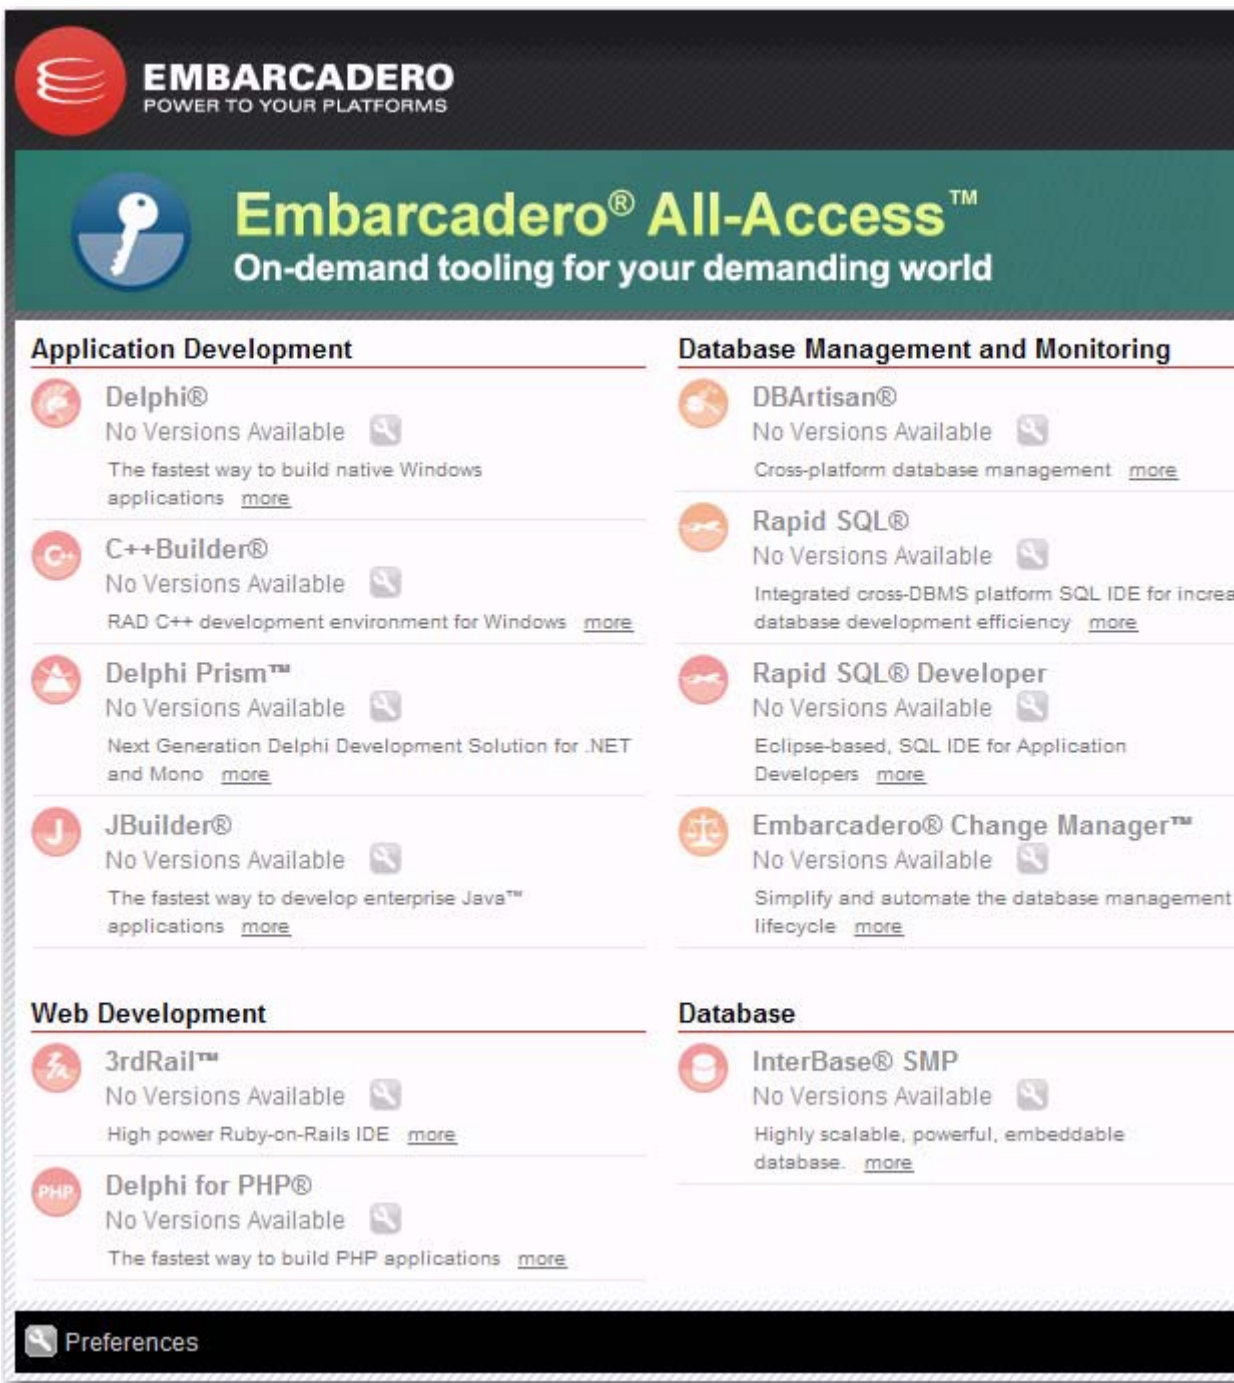 EMBARCADERO
POWER TO YOUR PLATFORMS
Embarcadero® All-Access™
On-demand tooling for your demanding world
Application Development
Delphi®
No Versions Available
The fastest way to build native Windows
applications more
C++
C++Builder®
No Versions Available
RAD C++ development environment for Windows more
Delphi Prism™
No Versions Available
Next Generation Delphi Development Solution for .NET
and Mono more
J
JBuilder®
No Versions Available
The fastest way to develop enterprise Java™
applications more
Database Management and Monitoring
DBArtisan®
No Versions Available
Cross-platform database management more
Rapid SQL®
No Versions Available
Integrated cross-DBMS platform SQL IDE for increa
database development efficiency more
Rapid SQL® Developer
No Versions Available
Eclipse-based, SQL IDE for Application
Developers more
Embarcadero® Change Manager™
No Versions Available
Simplify and automate the database management
lifecycle more
Web Development
3rdRail™
No Versions Available
High power Ruby-on-Rails IDE more
PHP
Delphi for PHP®
No Versions Available
The fastest way to build PHP applications more
Database
InterBase® SMP
No Versions Available
Highly scalable, powerful, embeddable
database. more
Preferences